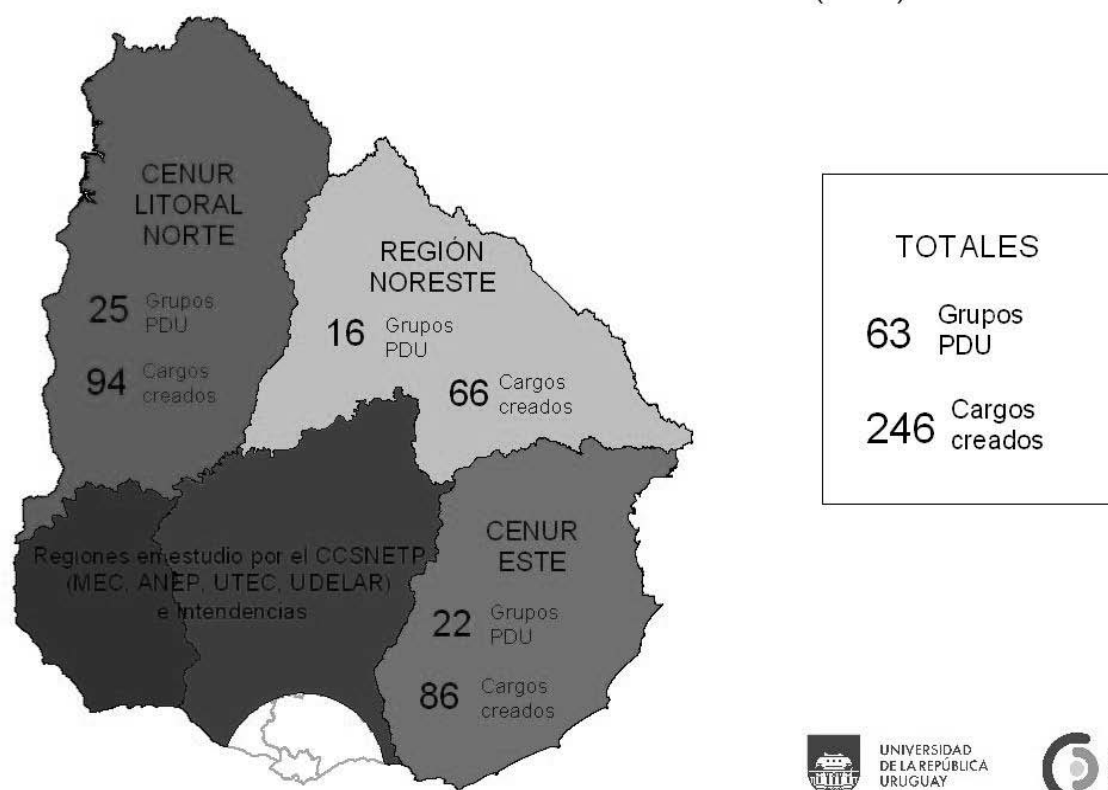 CENUR
LITORAL
NORTE
25 Grupos
PDU
94 Cargos
creados
REGIÓN
NORESTE
16 Grupos
PDU
66 Cargos
creados
Regiones en estudio por el CCSNETP
(MEC, ANEP, UTEC, UDELAR)
e Intendencias
CENUR
ESTE
22 Grupos
PDU
86 Cargos
creados
TOTALES
63 Grupos
PDU
246 Cargos
creados
UNIVERSIDAD
DE LA REPÚBLICA
URUGUAY